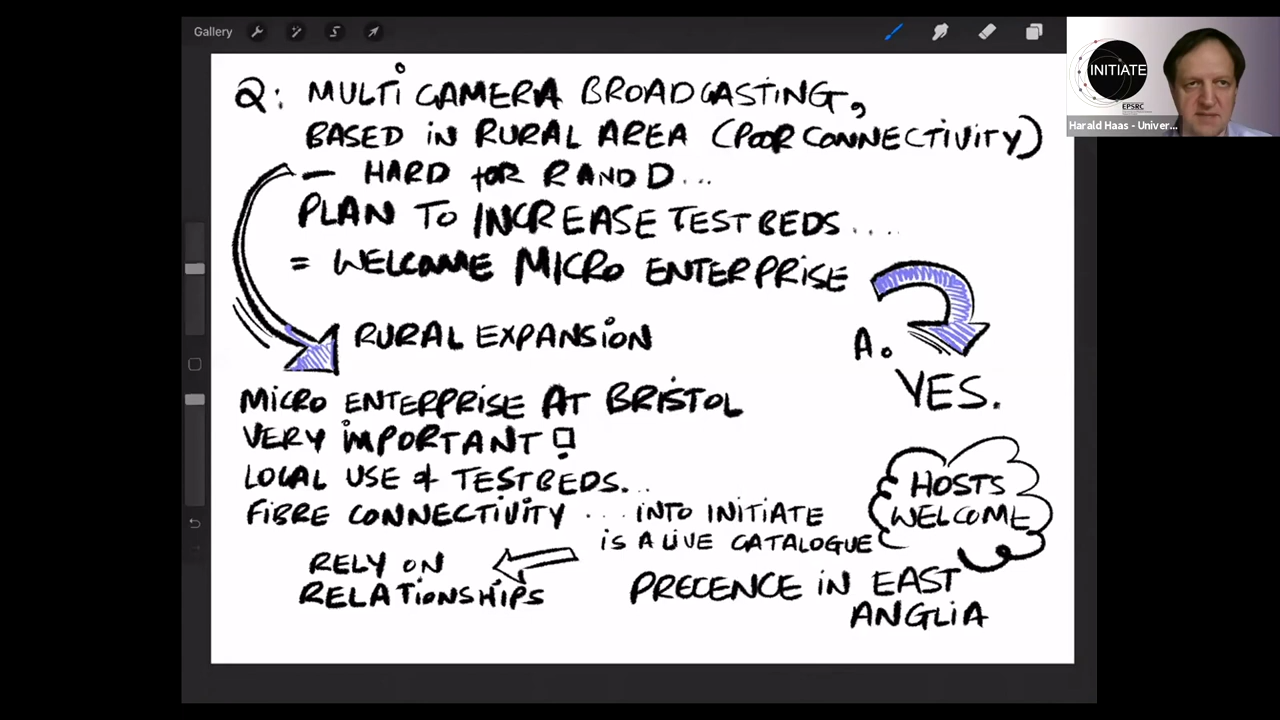 Gallery
INITIATE
EPSRC
Harald Haas - Univer...
Q: MULTI CAMERA BROADCASTING,
BASED IN RURAL AREA (POOR CONNECTIVITY)
— HARD FOR R AND D...
PLAN TO INCREASE TEST BEDS....
= WELCOME MICRO ENTERPRISE
RURAL EXPANSION
A. YES.
MICRO ENTERPRISE AT BRISTOL
VERY IMPORTANT!
LOCAL USE & TESTBEDS...
FIBRE CONNECTIVITY .... INTO INITIATE
IS A LIVE CATALOGUE
HOSTS
WELCOME
RELY ON
RELATIONSHIPS
PRECENCE IN EAST
ANGLIA